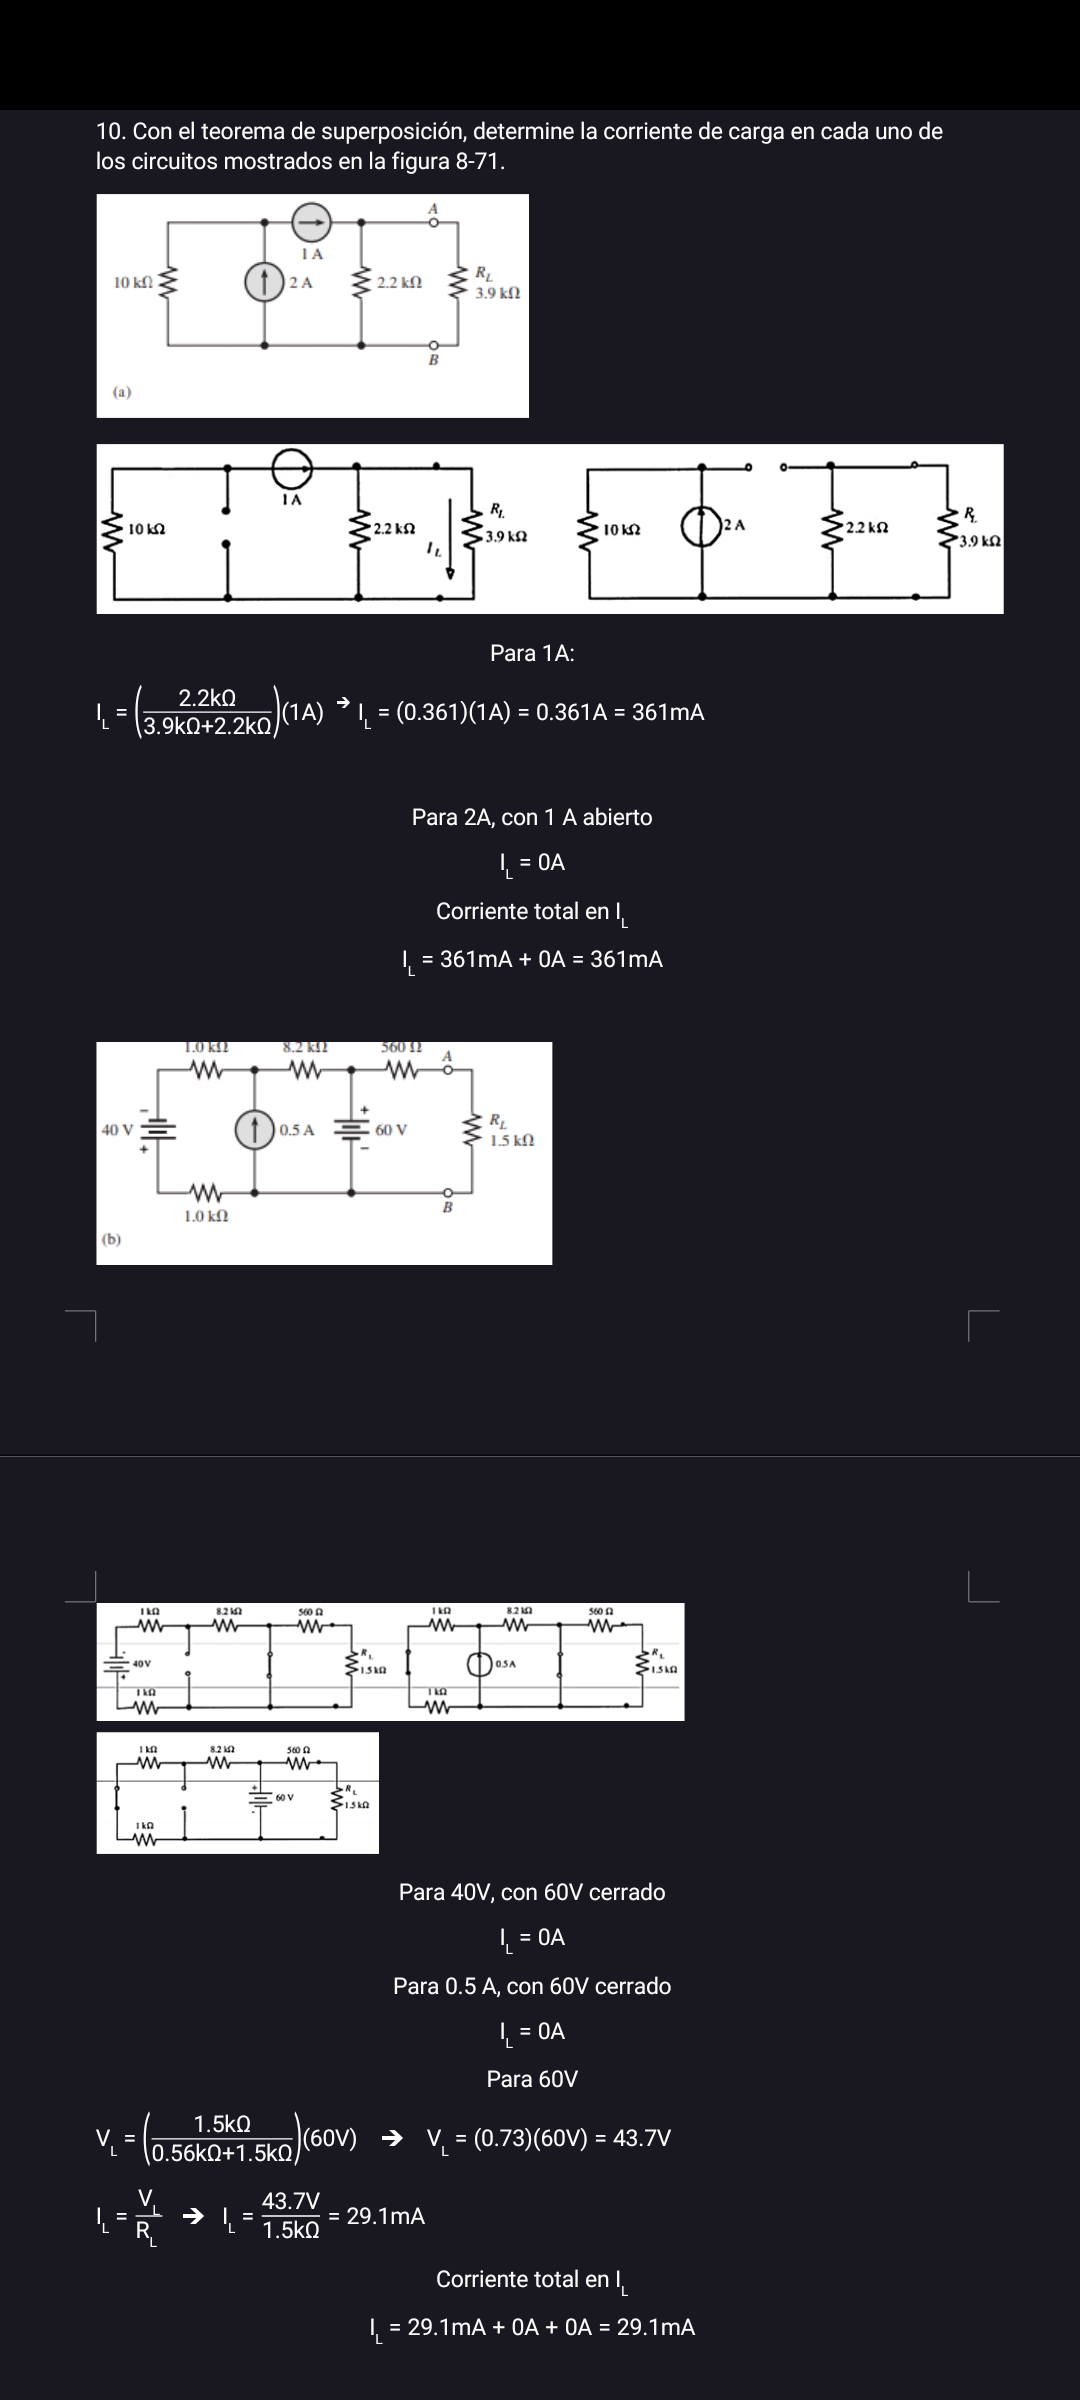 10. Con el teorema de superposición, determine la corriente de carga en cada uno de
los circuitos mostrados en la figura 8-71.
A
1 A
10 kΩ
2 A
2.2 kΩ
R_L
3.9 kΩ
B
(a)
1 A
10 kΩ
2.2 kΩ
I_L
R_L
3.9 kΩ
10 kΩ
2 A
2.2 kΩ
R_L
3.9 kΩ
Para 1A:
I_L = (2.2kΩ / 3.9kΩ+2.2kΩ)(1A) → I_L = (0.361)(1A) = 0.361A = 361mA
Para 2A, con 1 A abierto
I_L = 0A
Corriente total en I_L
I_L = 361mA + 0A = 361mA
1.0 kΩ 8.2 kΩ 560 Ω
A
40 V
- +
0.5 A
+ -
60 V
R_L
1.5 kΩ
B
1.0 kΩ
(b)
1 kΩ 8.2 kΩ 560 Ω
- +
40V
R_L
1.5 kΩ
1 kΩ
1 kΩ 8.2 kΩ 560 Ω
0.5 A
R_L
1.5 kΩ
1 kΩ
1 kΩ 8.2 kΩ 560 Ω
+ -
60 V
R_L
1.5 kΩ
1 kΩ
Para 40V, con 60V cerrado
I_L = 0A
Para 0.5 A, con 60V cerrado
I_L = 0A
Para 60V
V_L = (1.5kΩ / 0.56kΩ+1.5kΩ)(60V) → V_L = (0.73)(60V) = 43.7V
I_L = V_L / R_L → I_L = 43.7V / 1.5kΩ = 29.1mA
Corriente total en I_L
I_L = 29.1mA + 0A + 0A = 29.1mA